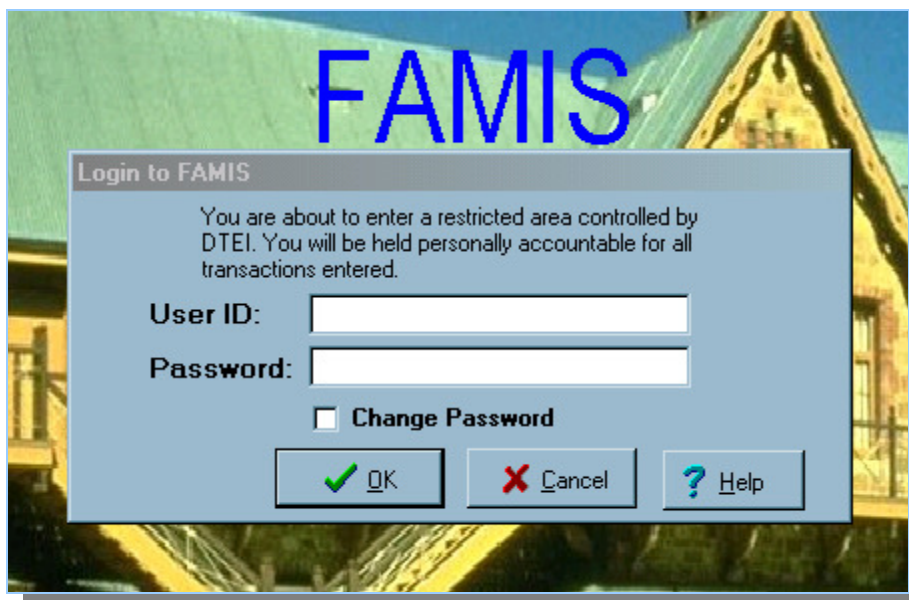 FAMIS
Login to FAMIS
You are about to enter a restricted area controlled by
DTEI. You will be held personally accountable for all
transactions entered.
User ID:
Password:
Change Password
OK
Cancel
Help